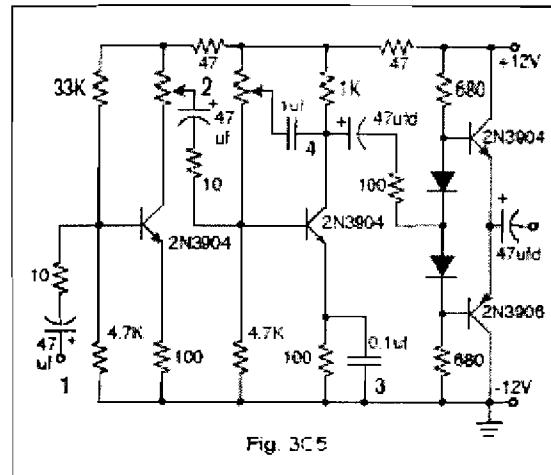 47
47
+12V
33K
2
680
1K
+
47
uf
1uf
+
47ufd
2N3904
4
10
100
2N3904
2N3904
+
47ufd
10
2N3906
4.7K
4.7K
0.1uf
47
uf
+
100
100
680
1
3
-12V
Fig. 3C5